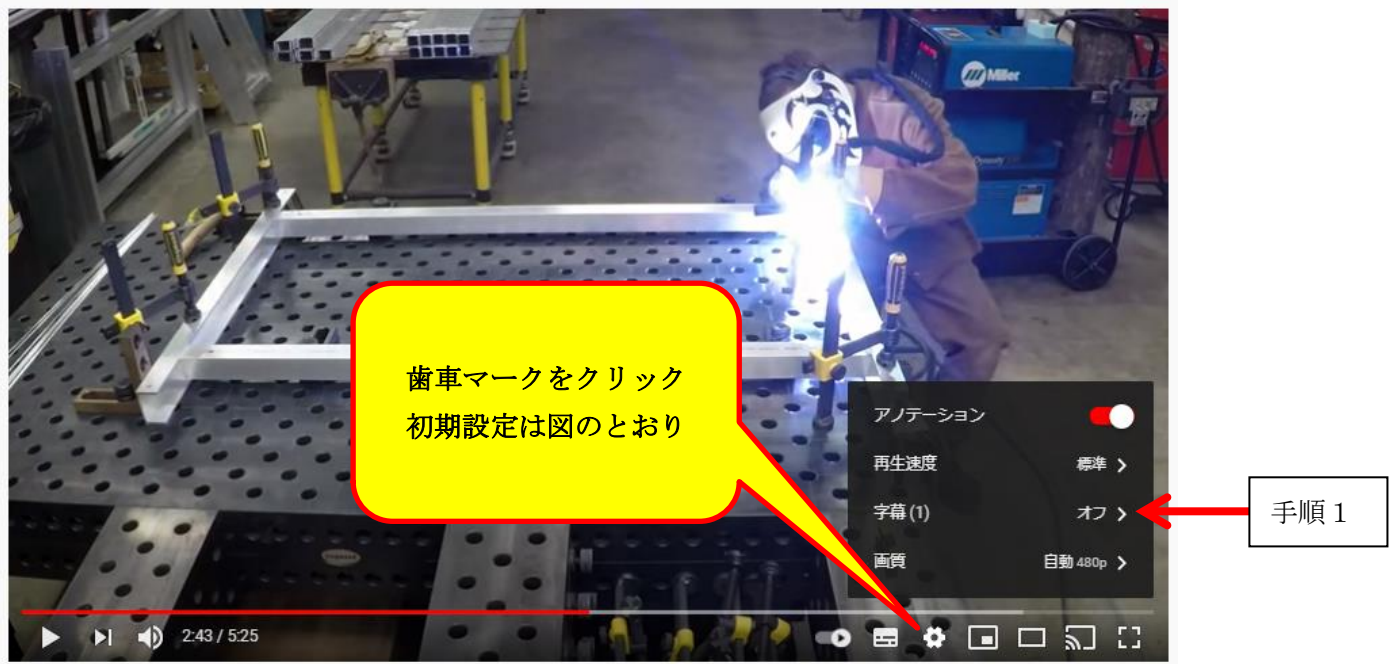 Miller
Dynasty
歯車マークをクリック
初期設定は図のとおり
アノテーション
再生速度 標準
字幕 (1) オフ
手順１
画質 自動 480p
2:43 / 5:25